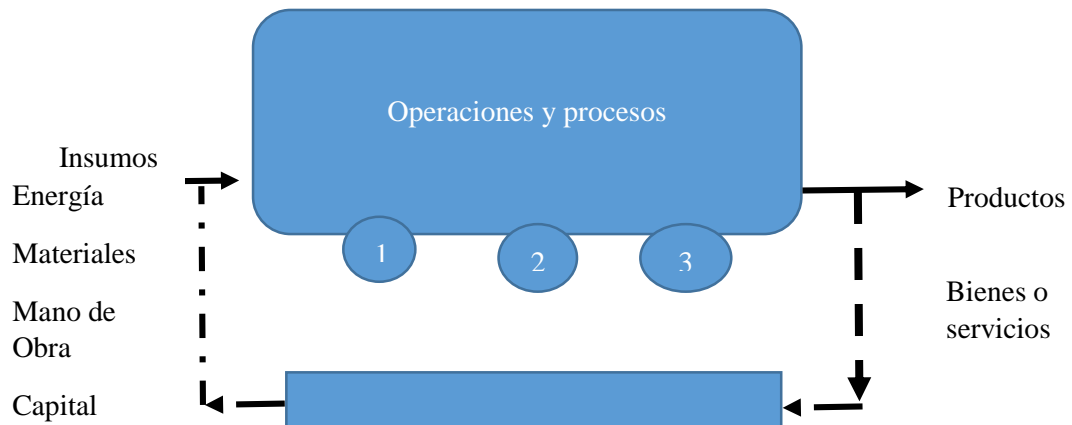 Operaciones y procesos
Insumos
Energía
Materiales
Mano de
Obra
Capital
1
2
3
Productos
Bienes o
servicios